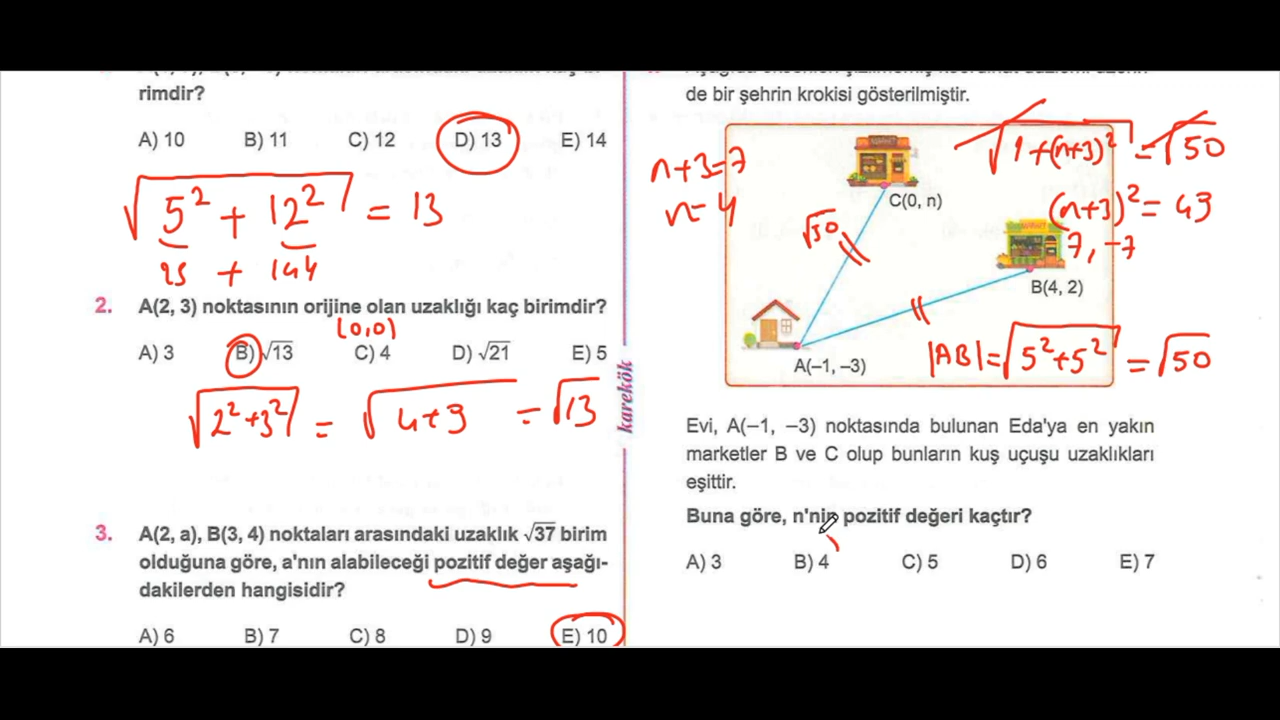 rimdir?
A) 10 B) 11 C) 12 D) 13 E) 14
√5² + 12² = 13
25 + 144
2. A(2, 3) noktasının orijine olan uzaklığı kaç birimdir?
(0,0)
A) 3 B) √13 C) 4 D) √21 E) 5
√2²+3² = √4+9 = √13
3. A(2, a), B(3, 4) noktaları arasındaki uzaklık √37 birim
olduğuna göre, a'nın alabileceği pozitif değer aşağı-
dakilerden hangisidir?
A) 6 B) 7 C) 8 D) 9 E) 10
karekök
de bir şehrin krokisi gösterilmiştir.
√1+(n+3)² = √50
n+3=7
n=4
C(0, n)
(n+3)² = 49
7, -7
√50
B(4, 2)
A(–1, –3)
|AB|=√5²+5² = √50
Evi, A(–1, –3) noktasında bulunan Eda'ya en yakın
marketler B ve C olup bunların kuş uçuşu uzaklıkları
eşittir.
Buna göre, n'nin pozitif değeri kaçtır?
A) 3 B) 4 C) 5 D) 6 E) 7